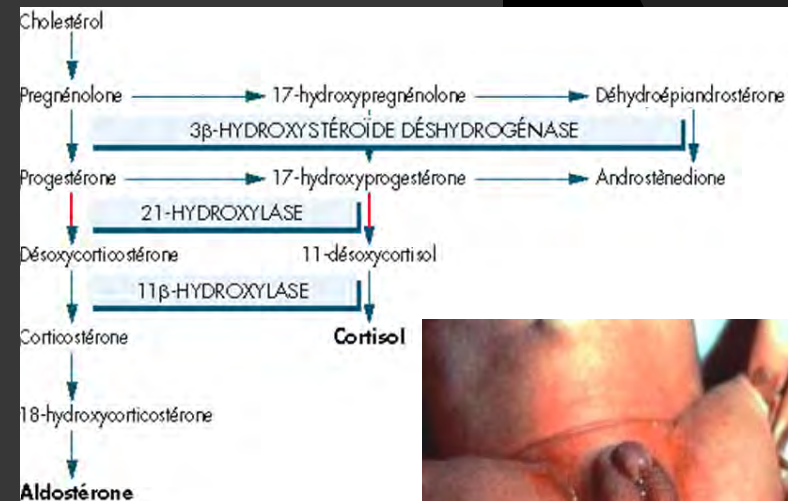 Cholestérol
Pregnénolone 17-hydroxypregnénolone Déhydroépiandrostérone
3β-HYDROXYSTÉROÏDE DÉSHYDROGÉNASE
Progestérone 17-hydroxyprogestérone Androstènedione
21-HYDROXYLASE
Désoxycorticostérone 11-désoxycortisol
11β-HYDROXYLASE
Corticostérone Cortisol
18-hydroxycorticostérone
Aldostérone